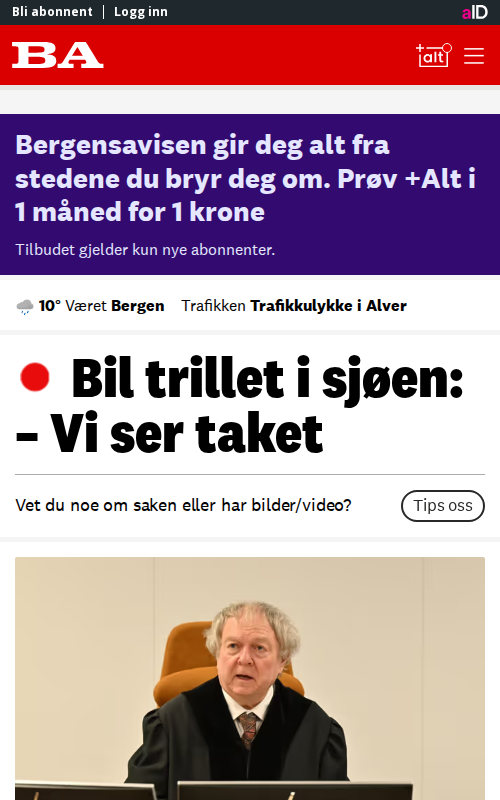 Bli abonnent | Logg inn
aID
BA
+alt
Bergensavisen gir deg alt fra
stedene du bryr deg om. Prøv +Alt i
1 måned for 1 krone
Tilbudet gjelder kun nye abonnenter.
10° Været Bergen Trafikken Trafikkulykke i Alver
Bil trillet i sjøen:
– Vi ser taket
Vet du noe om saken eller har bilder/video?
Tips oss